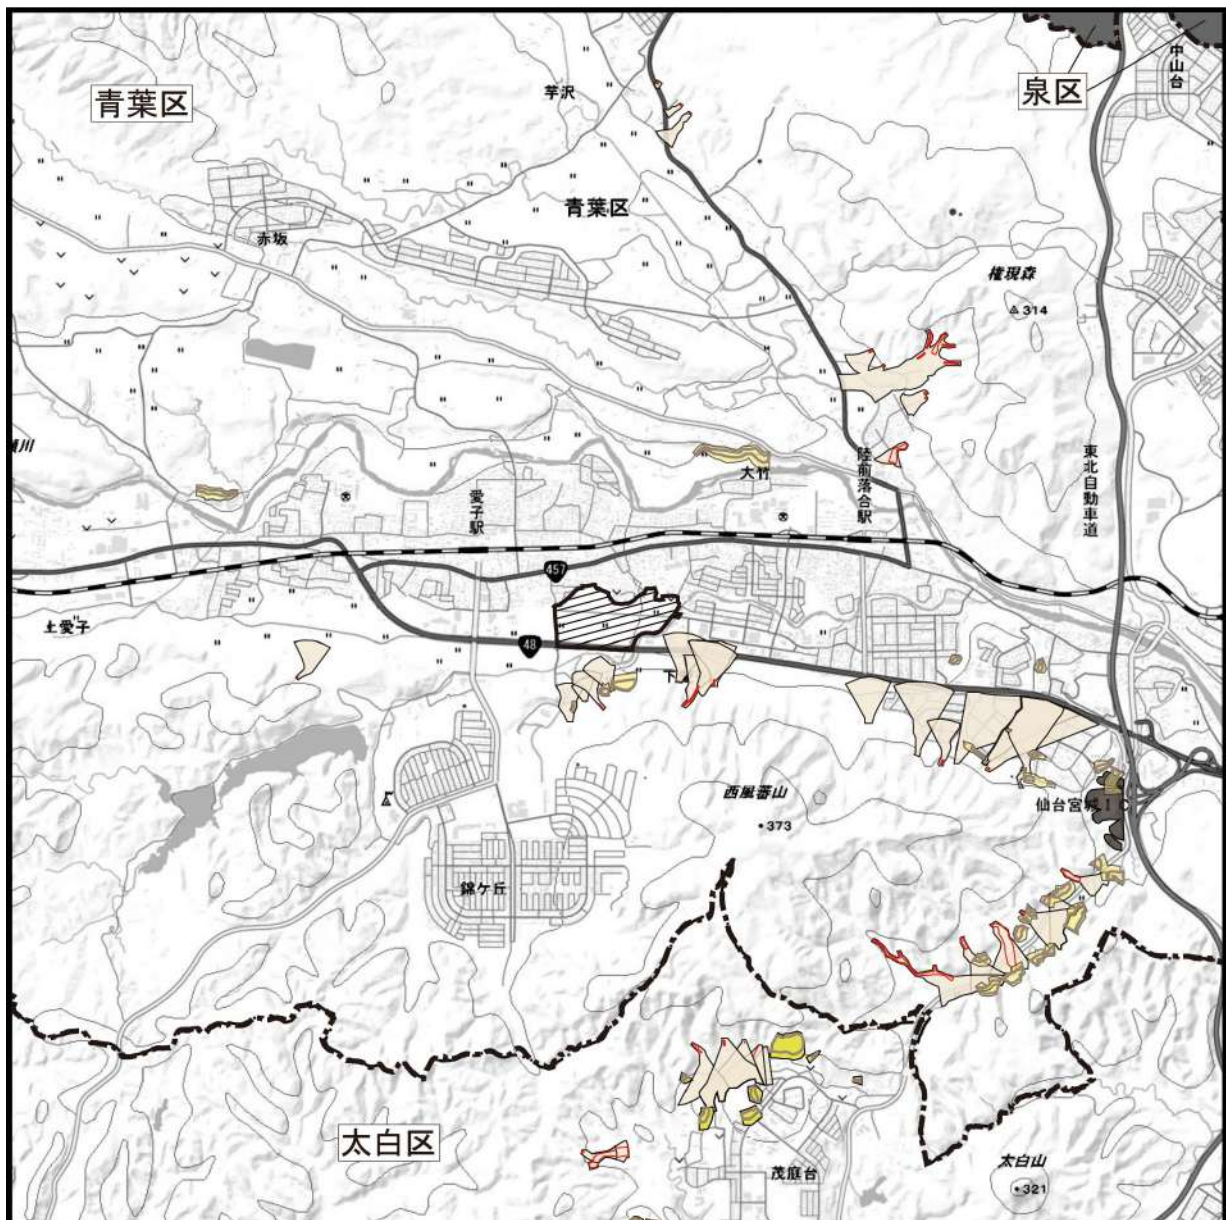 青葉区
泉区
中山台
芋沢
青葉区
赤坂
権現森
314
川
大竹
愛子駅
陸前落合駅
東北自動車道
457
上愛子
48
下
西風蕃山
373
仙台宮城IC
錦ケ丘
太白区
茂庭台
太白山
321